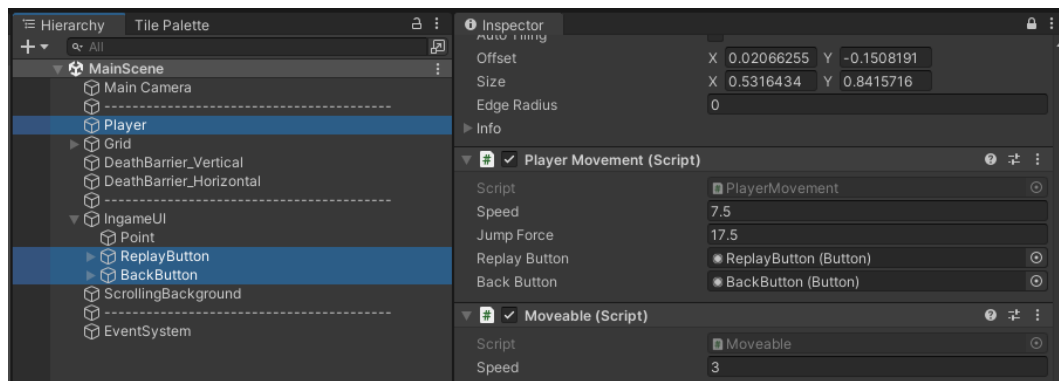 Hierarchy
Tile Palette
All
MainScene
Main Camera
----------------------------------------
Player
Grid
DeathBarrier_Vertical
DeathBarrier_Horizontal
----------------------------------------
IngameUI
Point
ReplayButton
BackButton
ScrollingBackground
----------------------------------------
EventSystem
Inspector
Auto Tiling
Offset X 0.02066255 Y -0.1508191
Size X 0.5316434 Y 0.8415716
Edge Radius 0
Info
# Player Movement (Script)
Script PlayerMovement
Speed 7.5
Jump Force 17.5
Replay Button ReplayButton (Button)
Back Button BackButton (Button)
# Moveable (Script)
Script Moveable
Speed 3